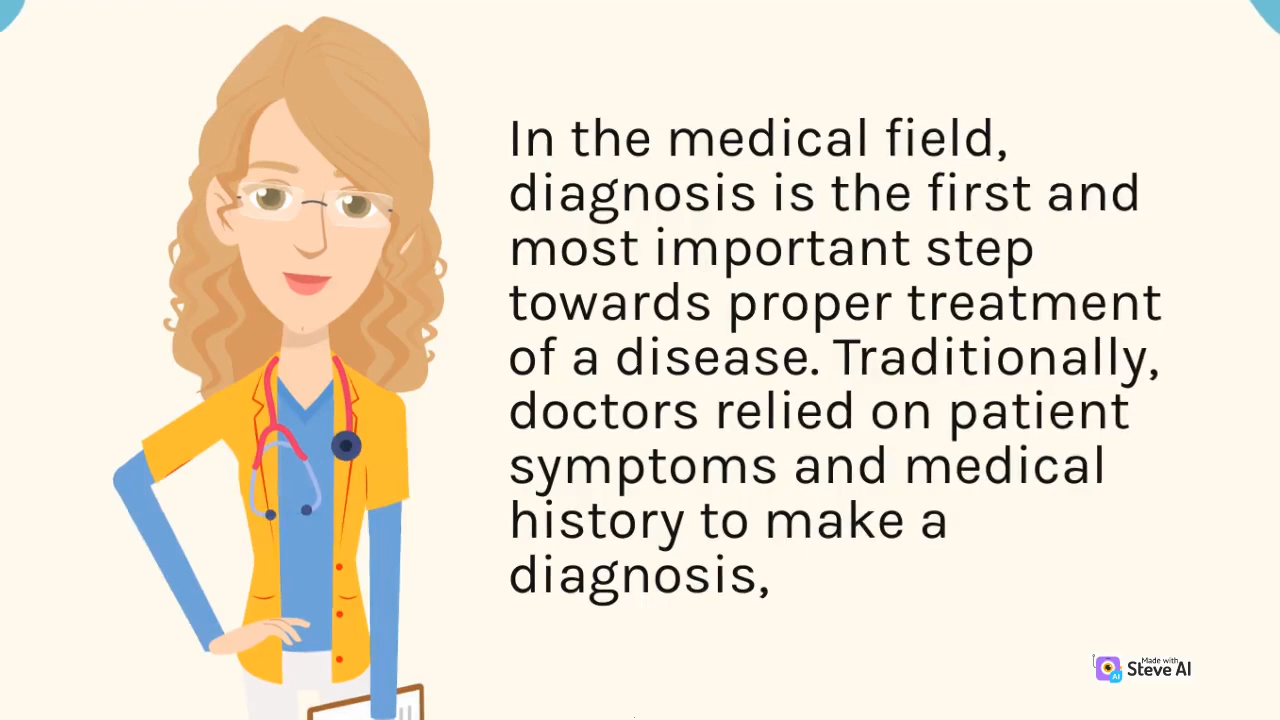 In the medical field,
diagnosis is the first and
most important step
towards proper treatment
of a disease. Traditionally,
doctors relied on patient
symptoms and medical
history to make a
diagnosis,
Made with
Steve AI
AI